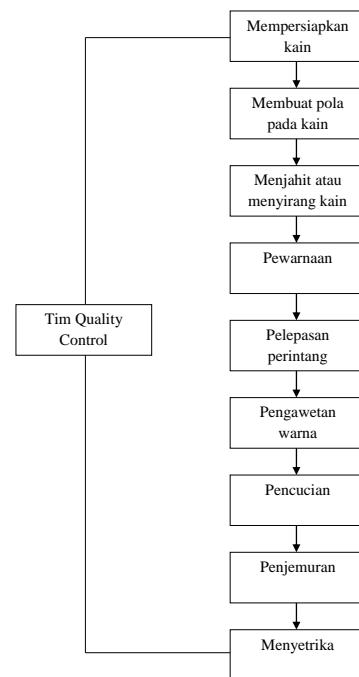 Mempersiapkan
kain
Membuat pola
pada kain
Menjahit atau
menyirang kain
Pewarnaan
Tim Quality
Control
Pelepasan
perintang
Pengawetan
warna
Pencucian
Penjemuran
Menyetrika